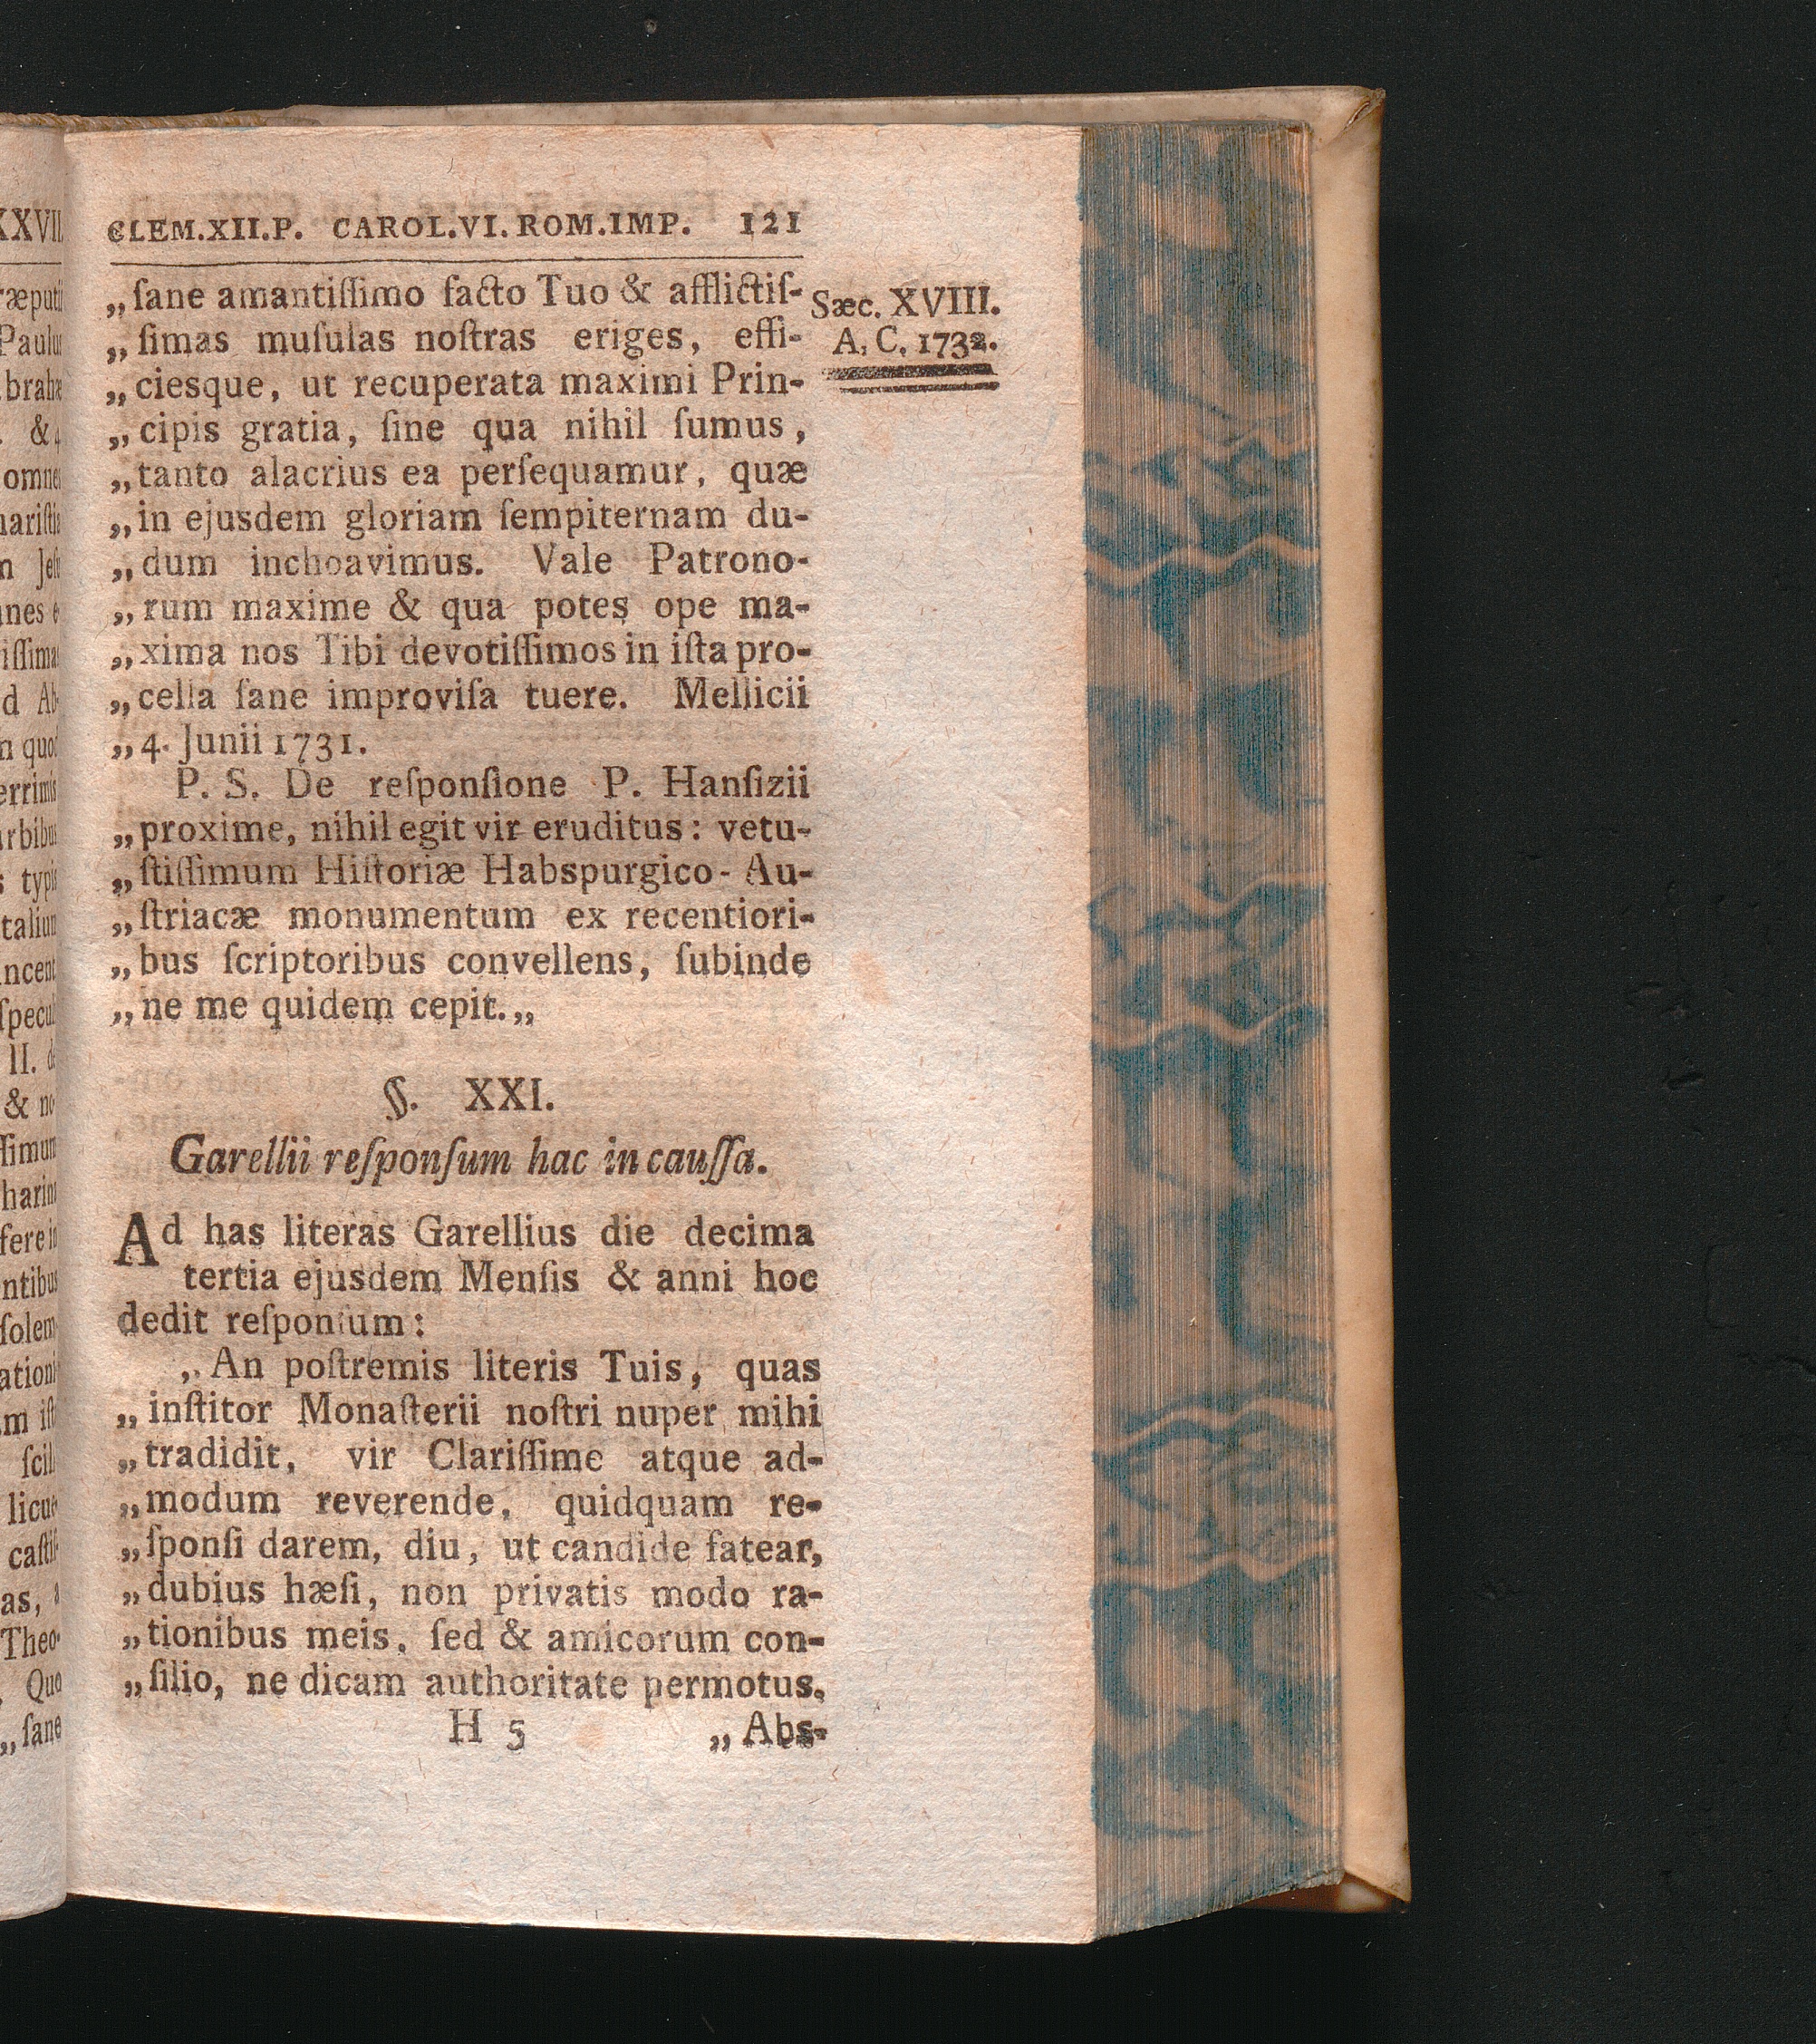 CLEM.XII.P. CAROL.VI.ROM.IMP. 121
„ſane amantiſſimo facto Tuo & afflictiſ-
„ſimas muſulas noſtras eriges, effi-
„ciesque, ut recuperata maximi Prin-
„cipis gratia, ſine qua nihil ſumus,
„tanto alacrius ea perſequamur, quæ
„in ejusdem gloriam ſempiternam du-
„dum inchoavimus. Vale Patrono-
„rum maxime & qua potes ope ma-
„xima nos Tibi devotiſſimos in iſta pro-
„cella ſane improviſa tuere. Mellicii
„4. Junii 1731.
P. S. De reſponſione P. Hanſizii
„proxime, nihil egit vir eruditus: vetu-
„ſtiſſimum Hiſtoriæ Habspurgico-Au-
„ſtriacæ monumentum ex recentiori-
„bus ſcriptoribus convellens, ſubinde
„ne me quidem cepit.„
Sæc. XVIII.
A. C. 1732.
§. XXI.
Garellii reſponſum hac in cauſſa.
Ad has literas Garellius die decima
tertia ejusdem Menſis & anni hoc
dedit reſponſum:
„An poſtremis literis Tuis, quas
„inſtitor Monaſterii noſtri nuper mihi
„tradidit, vir Clariſſime atque ad-
„modum reverende, quidquam re-
„ſponſi darem, diu, ut candide fatear,
„dubius hæſi, non privatis modo ra-
„tionibus meis, ſed & amicorum con-
„ſilio, ne dicam authoritate permotus.
H 5 „Abs-